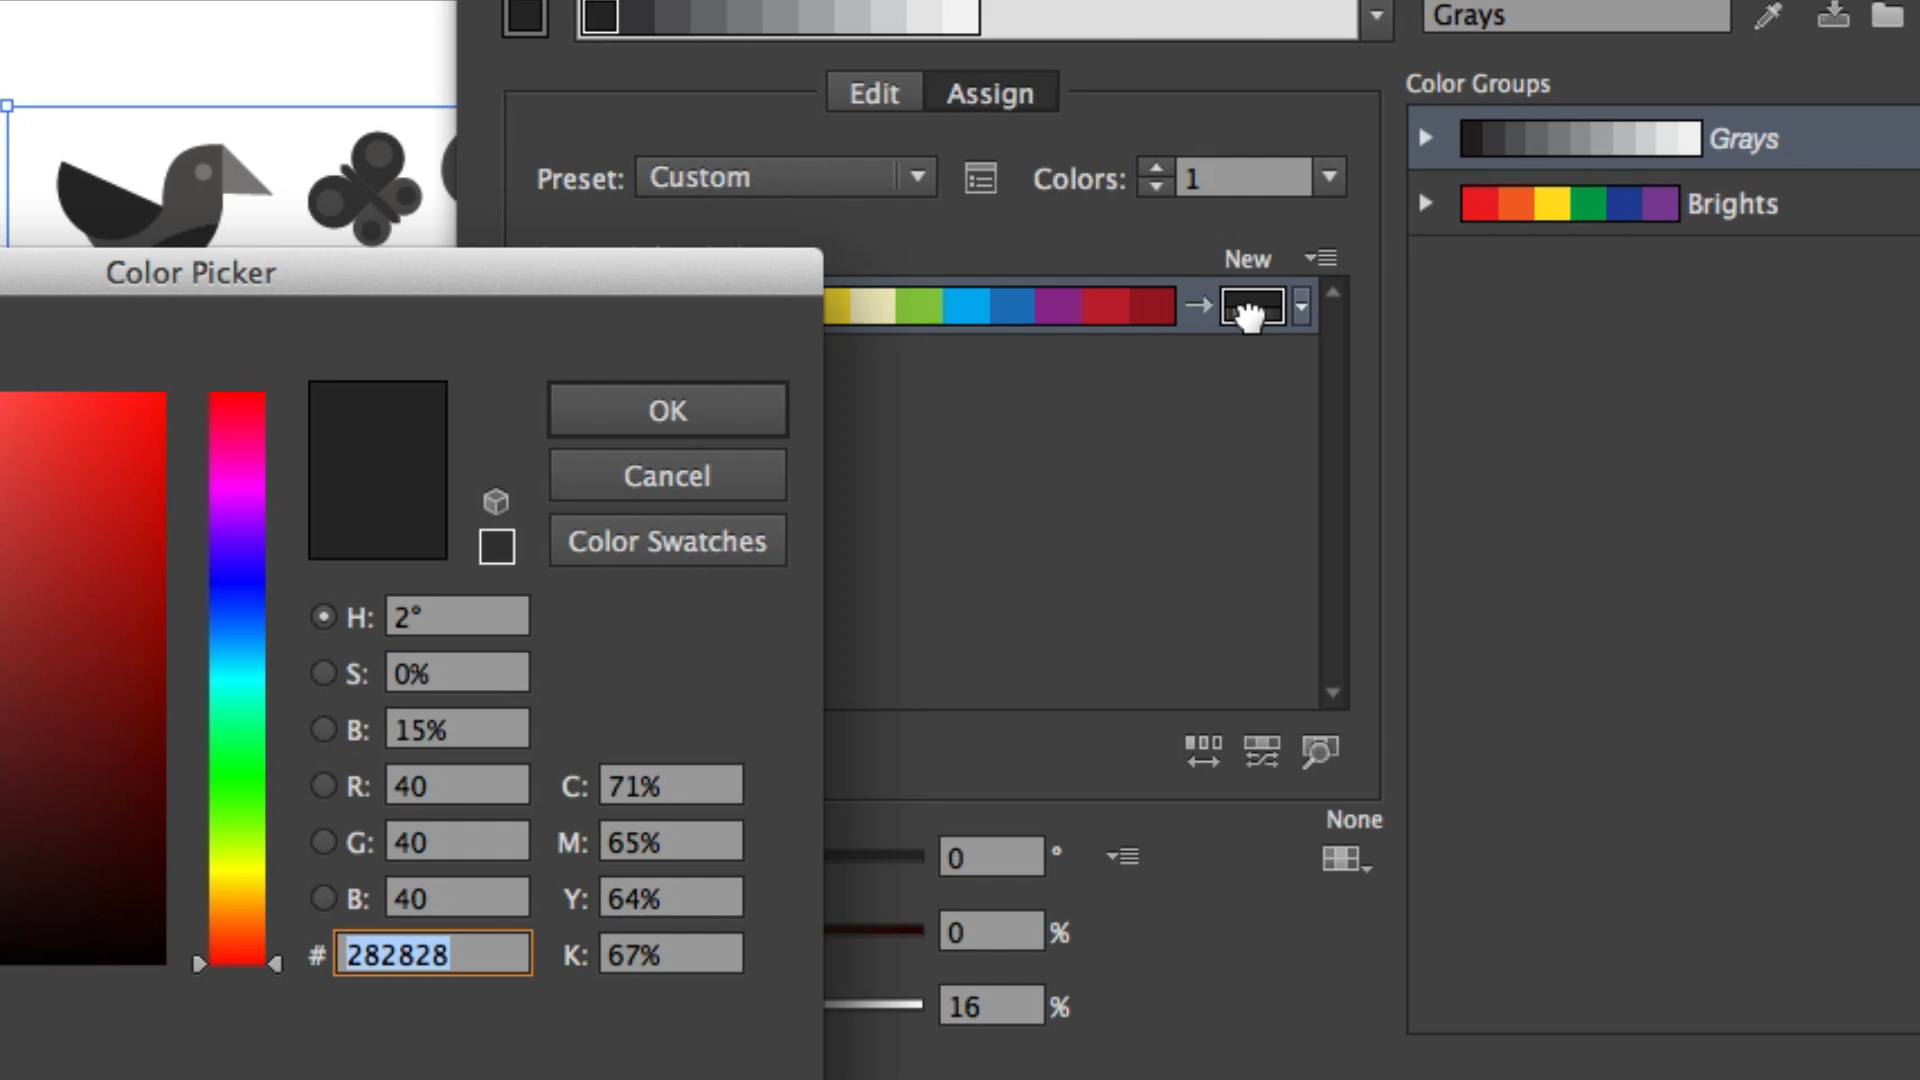 Grays
Color Groups
Edit
Assign
Grays
Preset:
Custom
Colors:
1
Brights
New
Color Picker
OK
Cancel
Color Swatches
H: 2°
S: 0%
B: 15%
R: 40
C: 71%
G: 40
M: 65%
B: 40
Y: 64%
# 282828
K: 67%
None
0 °
0 %
16 %